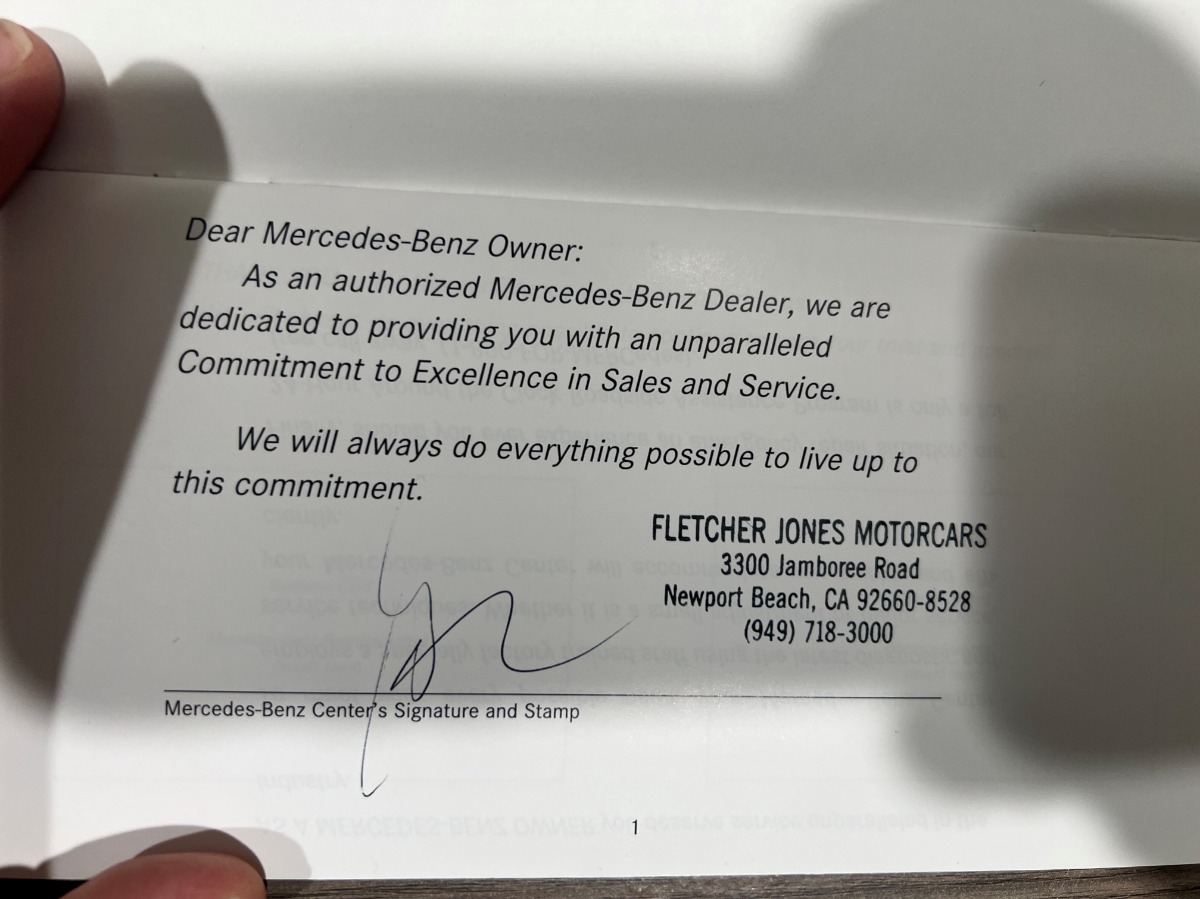 Dear Mercedes-Benz Owner:
As an authorized Mercedes-Benz Dealer, we are
dedicated to providing you with an unparalleled
Commitment to Excellence in Sales and Service.
We will always do everything possible to live up to
this commitment.
FLETCHER JONES MOTORCARS
3300 Jamboree Road
Newport Beach, CA 92660-8528
(949) 718-3000
Mercedes-Benz Center's Signature and Stamp
1